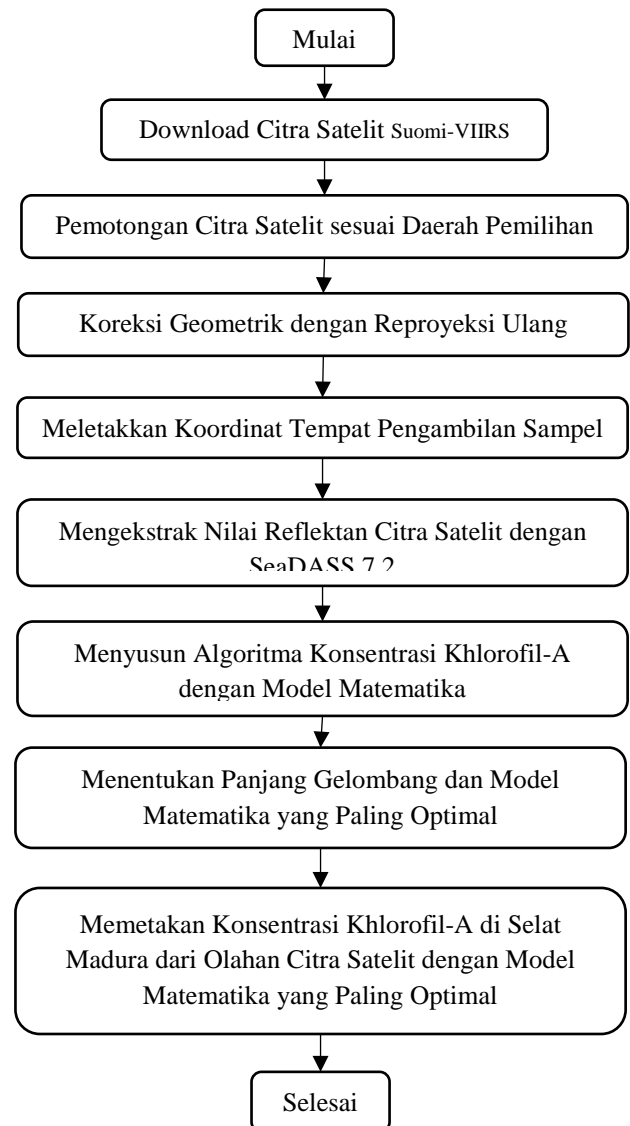 Mulai
Download Citra Satelit Suomi-VIIRS
Pemotongan Citra Satelit sesuai Daerah Pemilihan
Koreksi Geometrik dengan Reproyeksi Ulang
Meletakkan Koordinat Tempat Pengambilan Sampel
Mengekstrak Nilai Reflektan Citra Satelit dengan
SeaDASS 7.2
Menyusun Algoritma Konsentrasi Khlorofil-A
dengan Model Matematika
Menentukan Panjang Gelombang dan Model
Matematika yang Paling Optimal
Memetakan Konsentrasi Khlorofil-A di Selat
Madura dari Olahan Citra Satelit dengan Model
Matematika yang Paling Optimal
Selesai